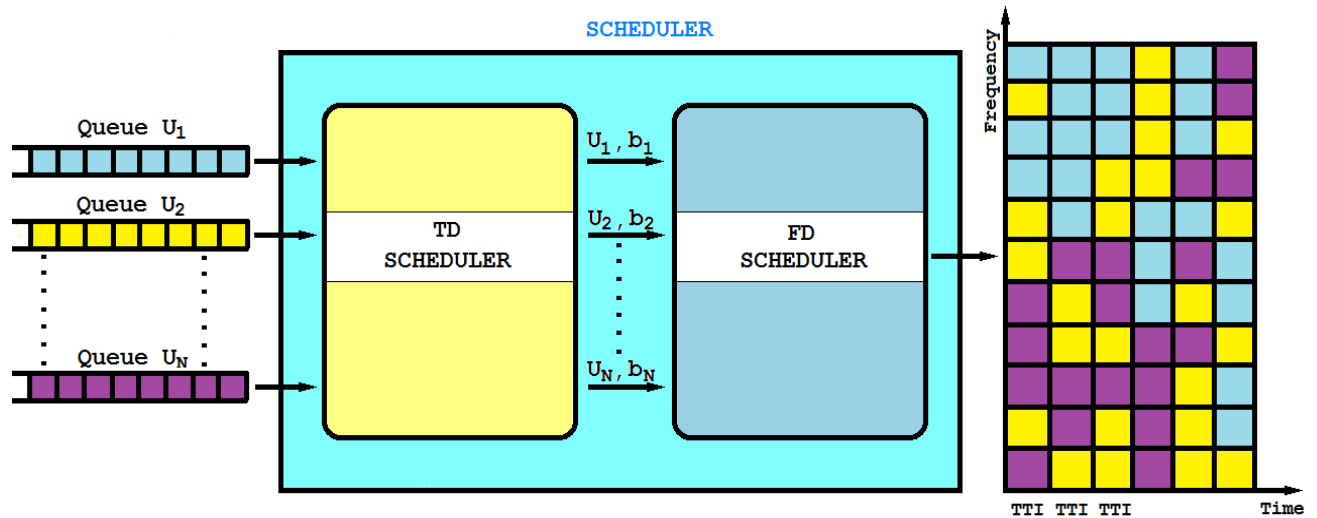 SCHEDULER
Queue U1
Queue U2
Queue UN
TD
SCHEDULER
U1,b1
U2,b2
UN,bN
FD
SCHEDULER
Frequency
TTI TTI TTI
Time